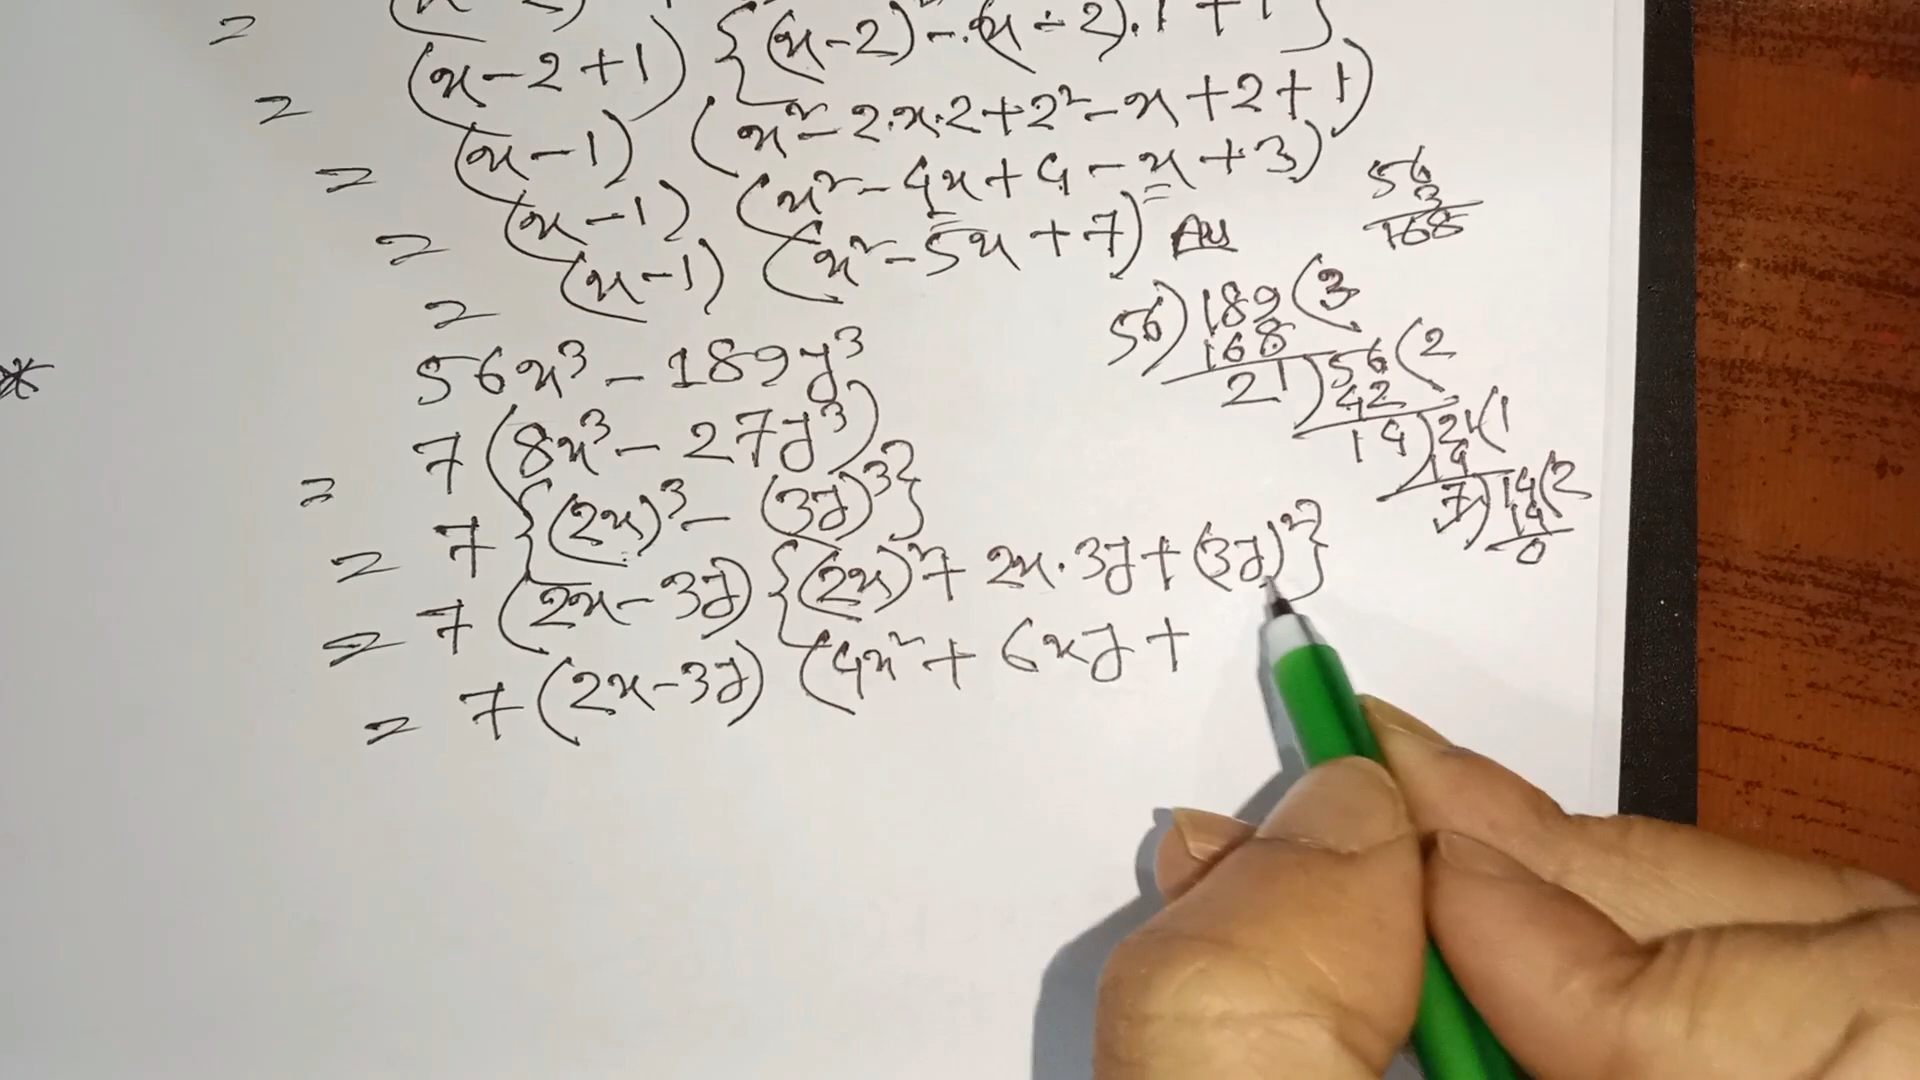 = (x-2+1) {(x-2)² - (x-2).1 + 1}
= (x-1) (x² - 2.x.2 + 2² - x + 2 + 1)
= (x-1) (x² - 4x + 4 - x + 3)
= (x-1) (x² - 5x + 7) Ans
56
3
168
* 56x³ - 189y³
= 7 (8x³ - 27y³)
= 7 {(2x)³ - (3y)³}
= 7 (2x - 3y) {(2x)² + 2x . 3y + (3y)²}
= 7 (2x - 3y) (4x² + 6xy +
56) 189 (3
168
21) 56 (2
42
14) 21 (1
14
7) 14 (2
14
0